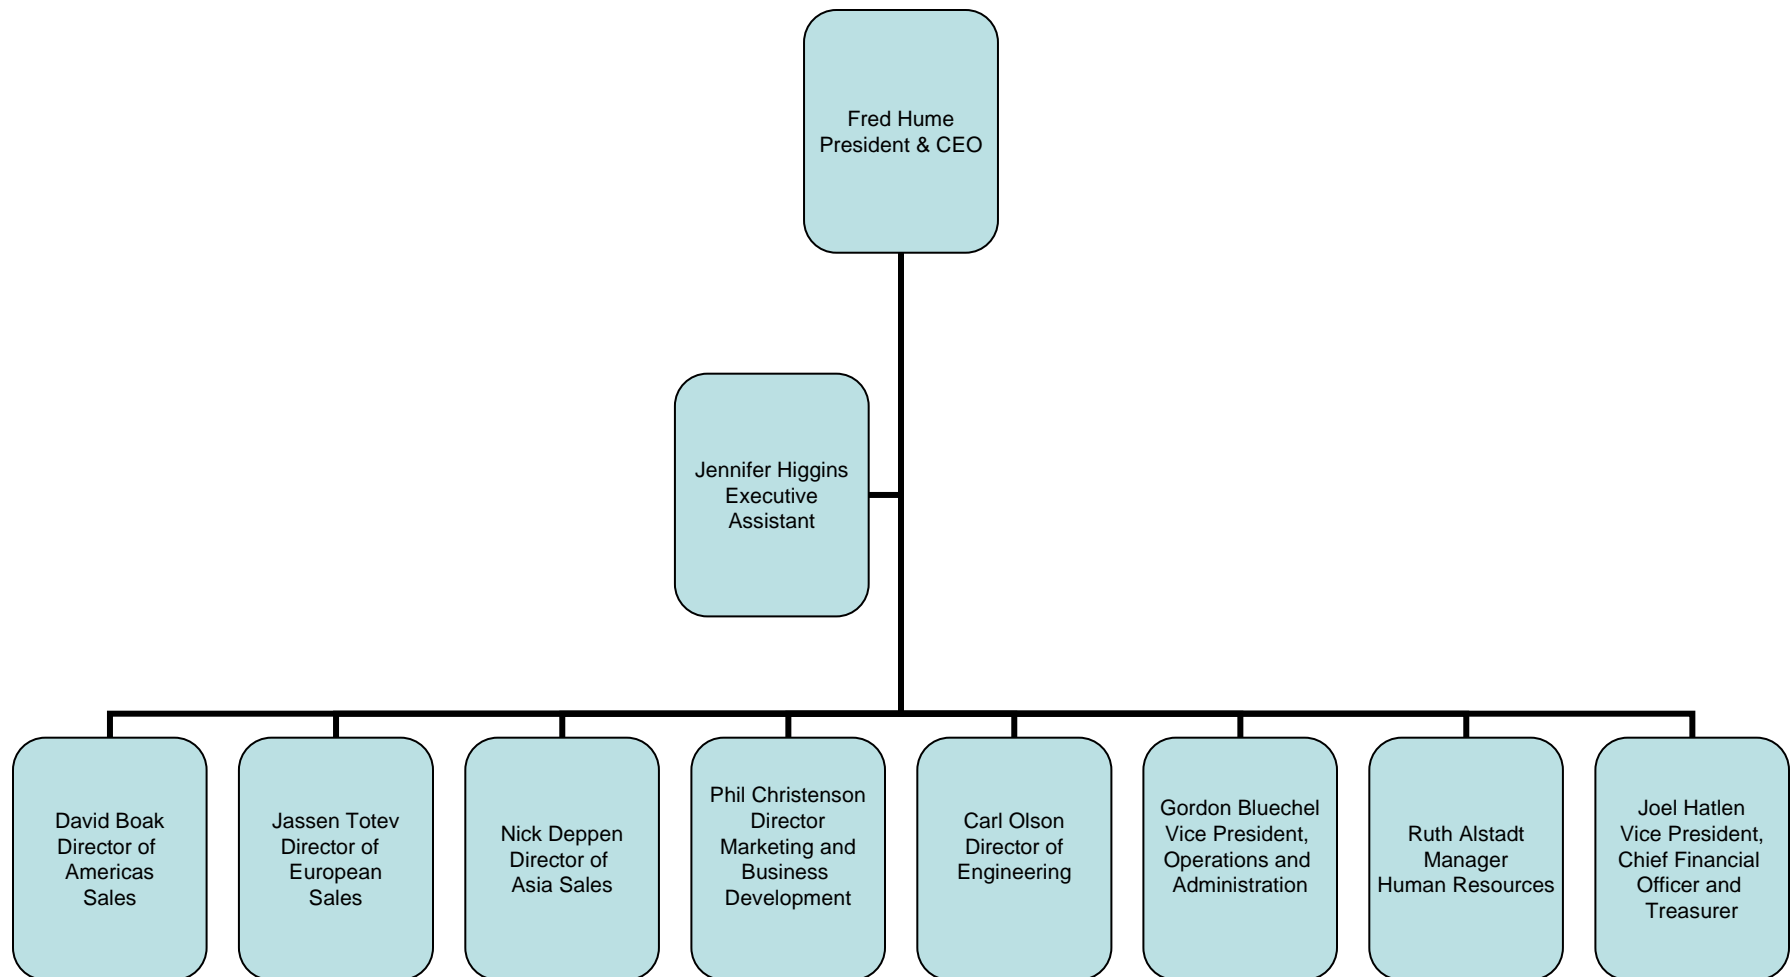 Fred Hume
President & CEO
Jennifer Higgins
Executive
Assistant
David Boak
Director of
Americas
Sales
Jassen Totev
Director of
European
Sales
Nick Deppen
Director of
Asia Sales
Phil Christenson
Director
Marketing and
Business
Development
Carl Olson
Director of
Engineering
Gordon Bluechel
Vice President,
Operations and
Administration
Ruth Alstadt
Manager
Human Resources
Joel Hatlen
Vice President,
Chief Financial
Officer and
Treasurer